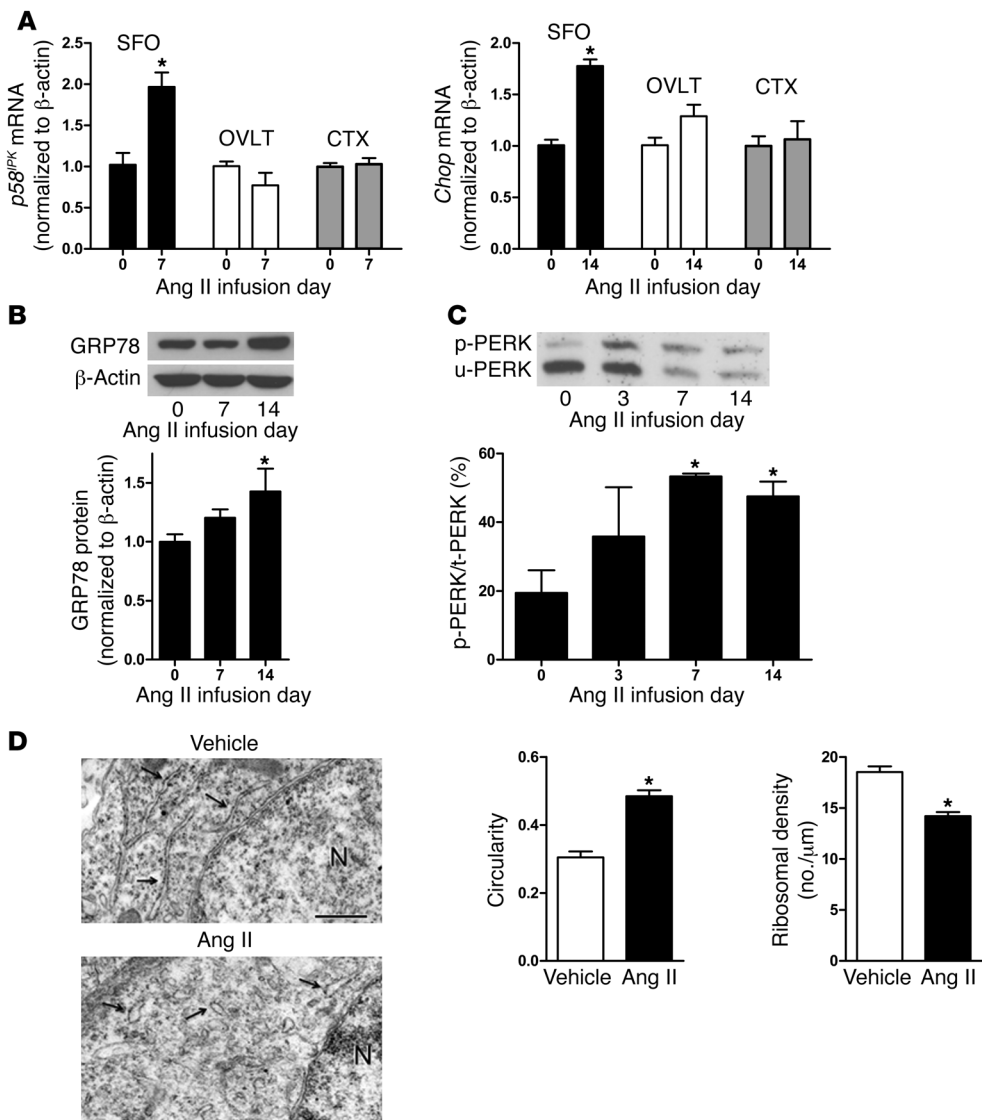 A
SFO
OVLT
CTX
p58^IPK mRNA
(normalized to β-actin)
2.5
2.0
1.5
1.0
0.5
0.0
*
0 7 0 7 0 7
Ang II infusion day
SFO
OVLT
CTX
Chop mRNA
(normalized to β-actin)
2.0
1.5
1.0
0.5
0.0
*
0 14 0 14 0 14
Ang II infusion day
B
GRP78
β-Actin
0 7 14
Ang II infusion day
GRP78 protein
(normalized to β-actin)
1.5
1.0
0.5
0.0
*
0 7 14
Ang II infusion day
C
p-PERK
u-PERK
0 3 7 14
Ang II infusion day
p-PERK/t-PERK (%)
60
40
20
0
* *
0 3 7 14
Ang II infusion day
D
Vehicle
N
Ang II
N
Circularity
0.6
0.4
0.2
0.0
*
Vehicle Ang II
Ribosomal density
(no./μm)
20
15
10
5
0
*
Vehicle Ang II